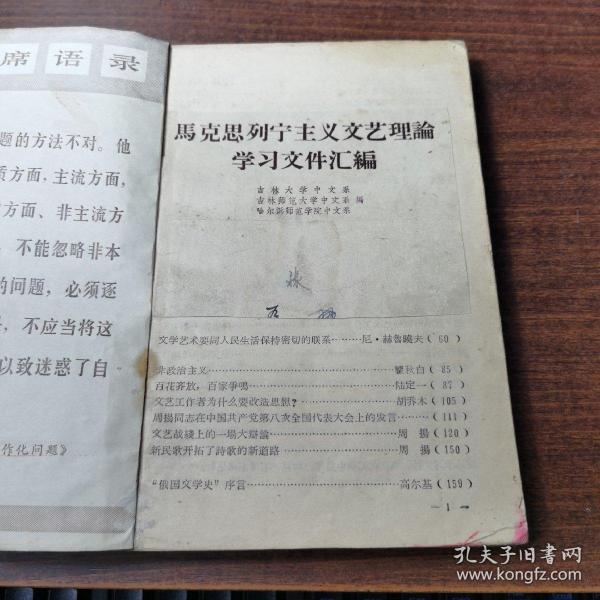 席语录
题的方法不对。他
质方面,主流方面,
方面、非主流方
不能忽略非本
的问题,必须逐
,不应当将这
以致迷惑了自
作化问题》
馬克思列宁主义文艺理論
学习文件汇編
吉林大学中文系
吉林师范大学中文系 編
哈尔滨师范学院中文系
文学艺术要同人民生活保持密切的联系………尼·赫魯曉夫(60)
非政治主义……瞿秋白(85)
百花齐放,百家爭鳴……陆定一(87)
文艺工作者为什么要改造思想?……胡乔木(105)
周揚同志在中国共产党第八次全国代表大会上的发言………(111)
文艺战綫上的一場大辯論……周揚(120)
新民歌开拓了詩歌的新道路……周揚(150)
“俄国文学史”序言……高尔基(159)
— 1 —
孔夫子旧书网
www.kongfz.com